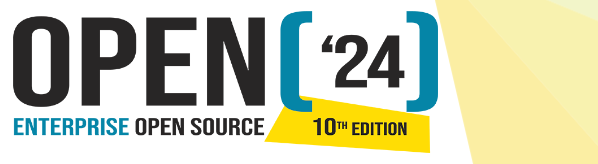 OPEN[‘24]
ENTERPRISE OPEN SOURCE
10TH EDITION